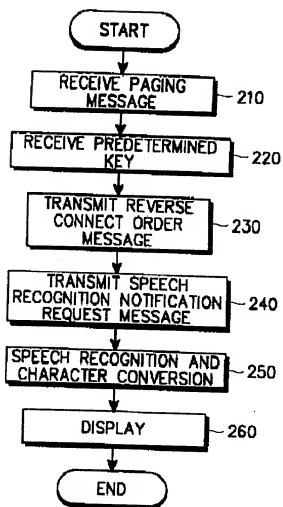 START
RECEIVE PAGING
MESSAGE
210
RECEIVE PREDETERMINED
KEY
220
TRANSMIT REVERSE
CONNECT ORDER
MESSAGE
230
TRANSMIT SPEECH
RECOGNITION NOTIFICATION
REQUEST MESSAGE
240
SPEECH RECOGNITION AND
CHARACTER CONVERSION
250
DISPLAY
260
END